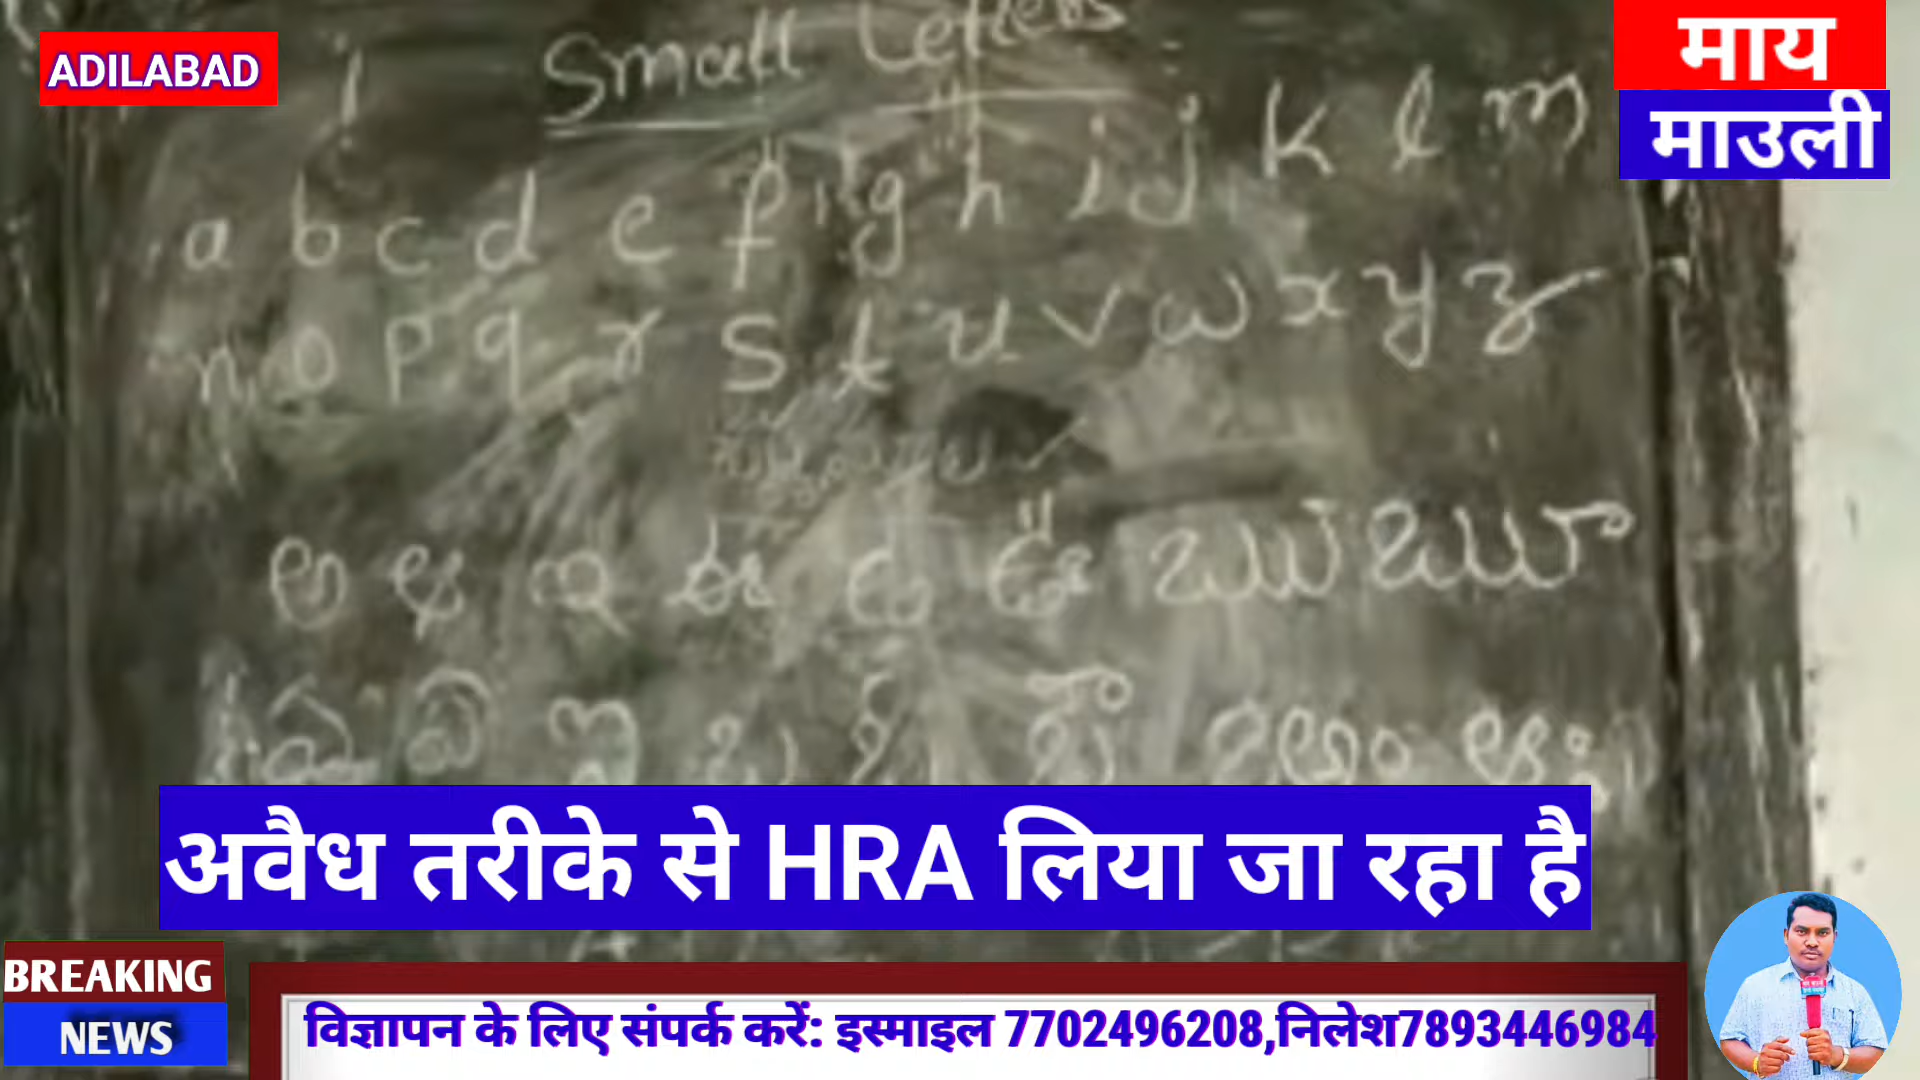 ADILABAD
माय
माउली
Small Letters
a b c d e f g h i j k l m
n o p q r s t u v w x y z
అ ఆ ఇ ఈ ఉ ఊ ఋ ౠ
ఎ ఏ ఐ ఒ ఓ ఔ అం అః
अवैध तरीके से HRA लिया जा रहा है
BREAKING
NEWS
विज्ञापन के लिए संपर्क करें: इस्माइल 7702496208,निलेश7893446984